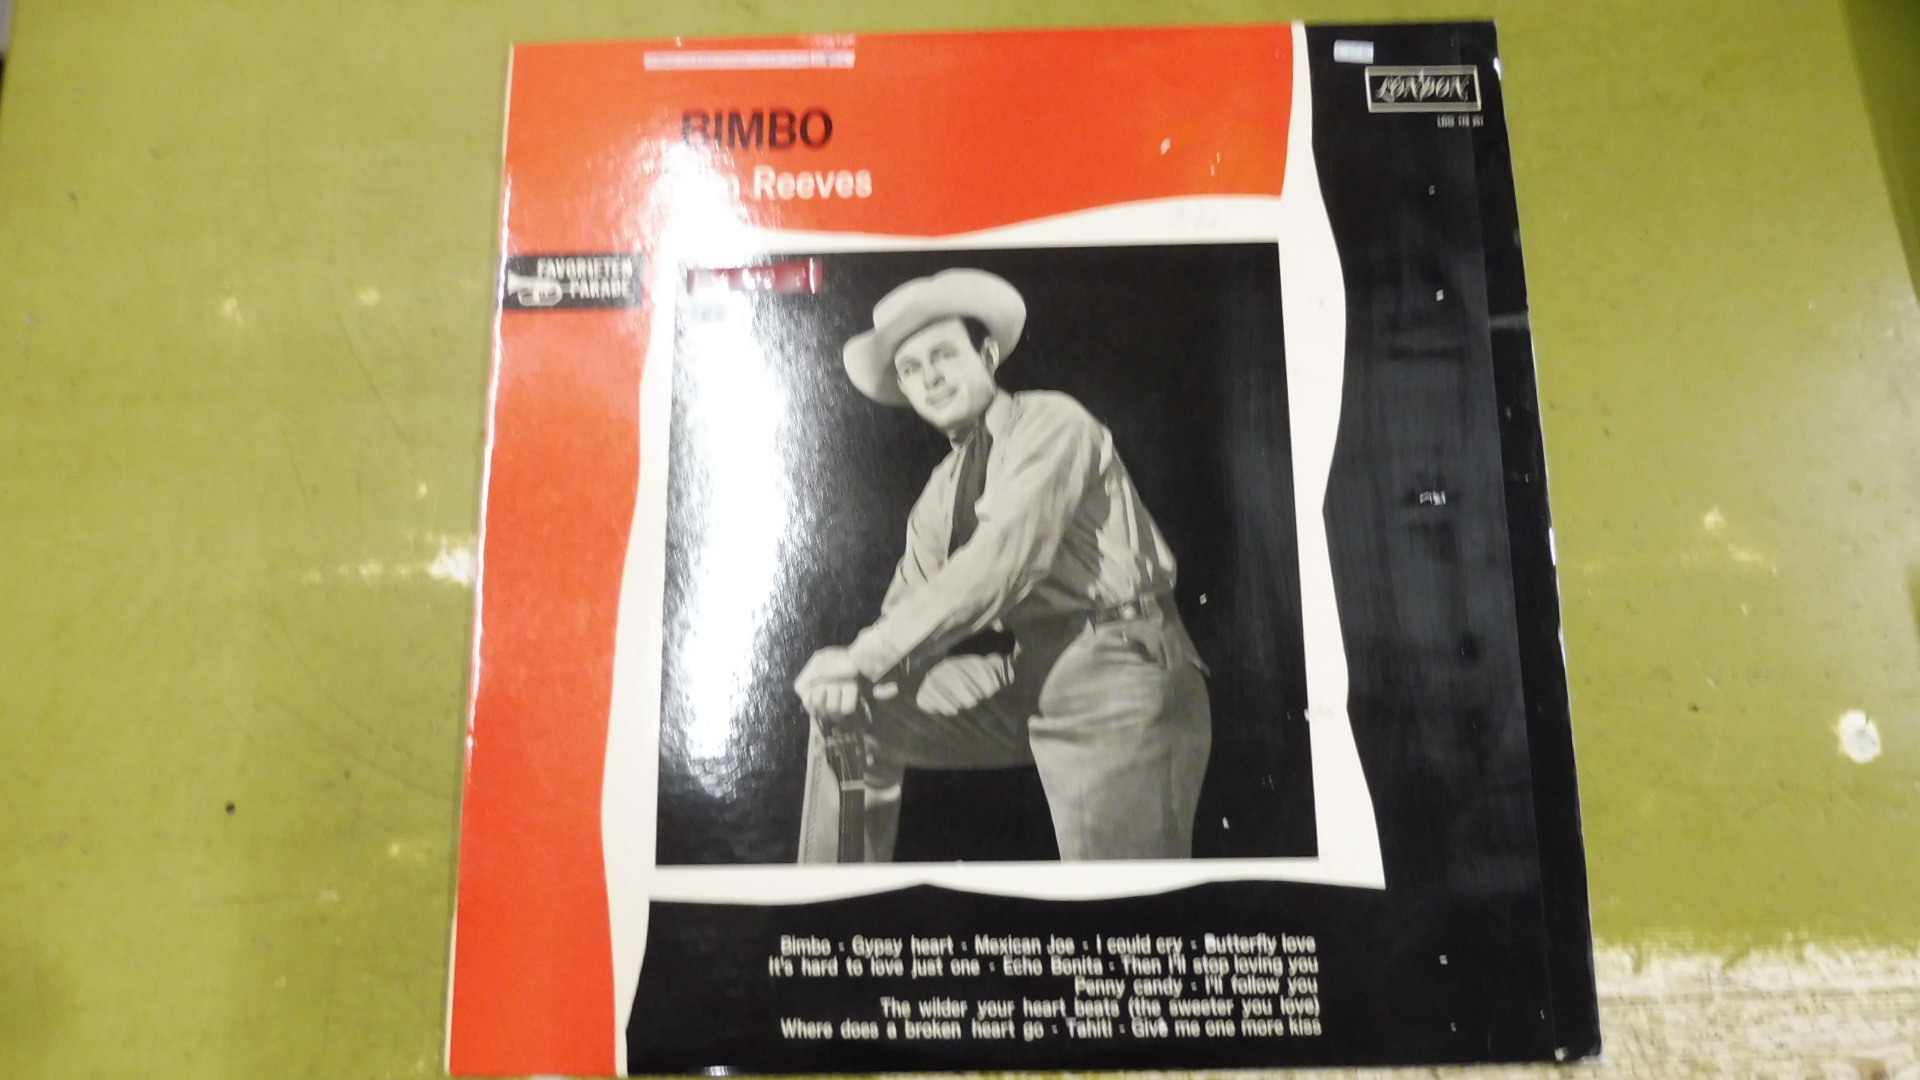 LONDON
BIMBO
Reeves
FAVORIETEN
PARADE
Bimbo - Gypsy heart - Mexican Joe - I could cry - Butterfly love
It's hard to love just one - Echo Bonita - Then I'll stop loving you
Penny candy - I'll follow you
The wilder your heart beats (the sweeter you love)
Where does a broken heart go - Tahiti - Give me one more kiss